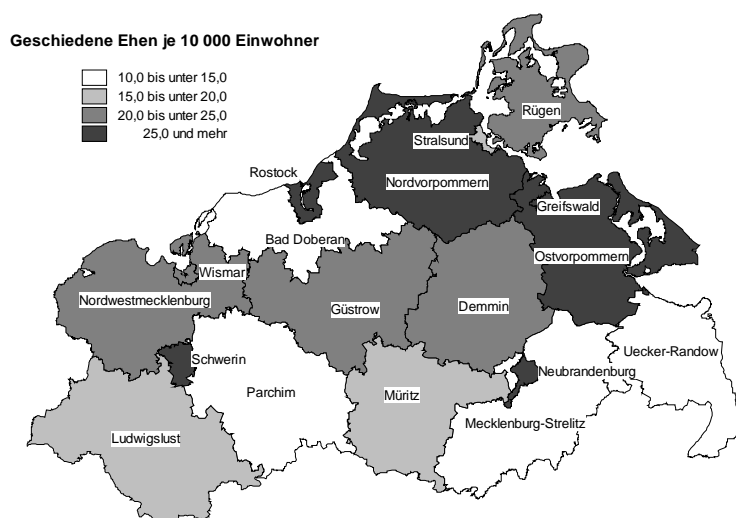 Geschiedene Ehen je 10 000 Einwohner
10,0 bis unter 15,0
15,0 bis unter 20,0
20,0 bis unter 25,0
25,0 und mehr
Rügen
Stralsund
Rostock
Nordvorpommern
Greifswald
Bad Doberan
Ostvorpommern
Wismar
Nordwestmecklenburg
Güstrow
Demmin
Schwerin
Uecker-Randow
Neubrandenburg
Parchim
Müritz
Mecklenburg-Strelitz
Ludwigslust